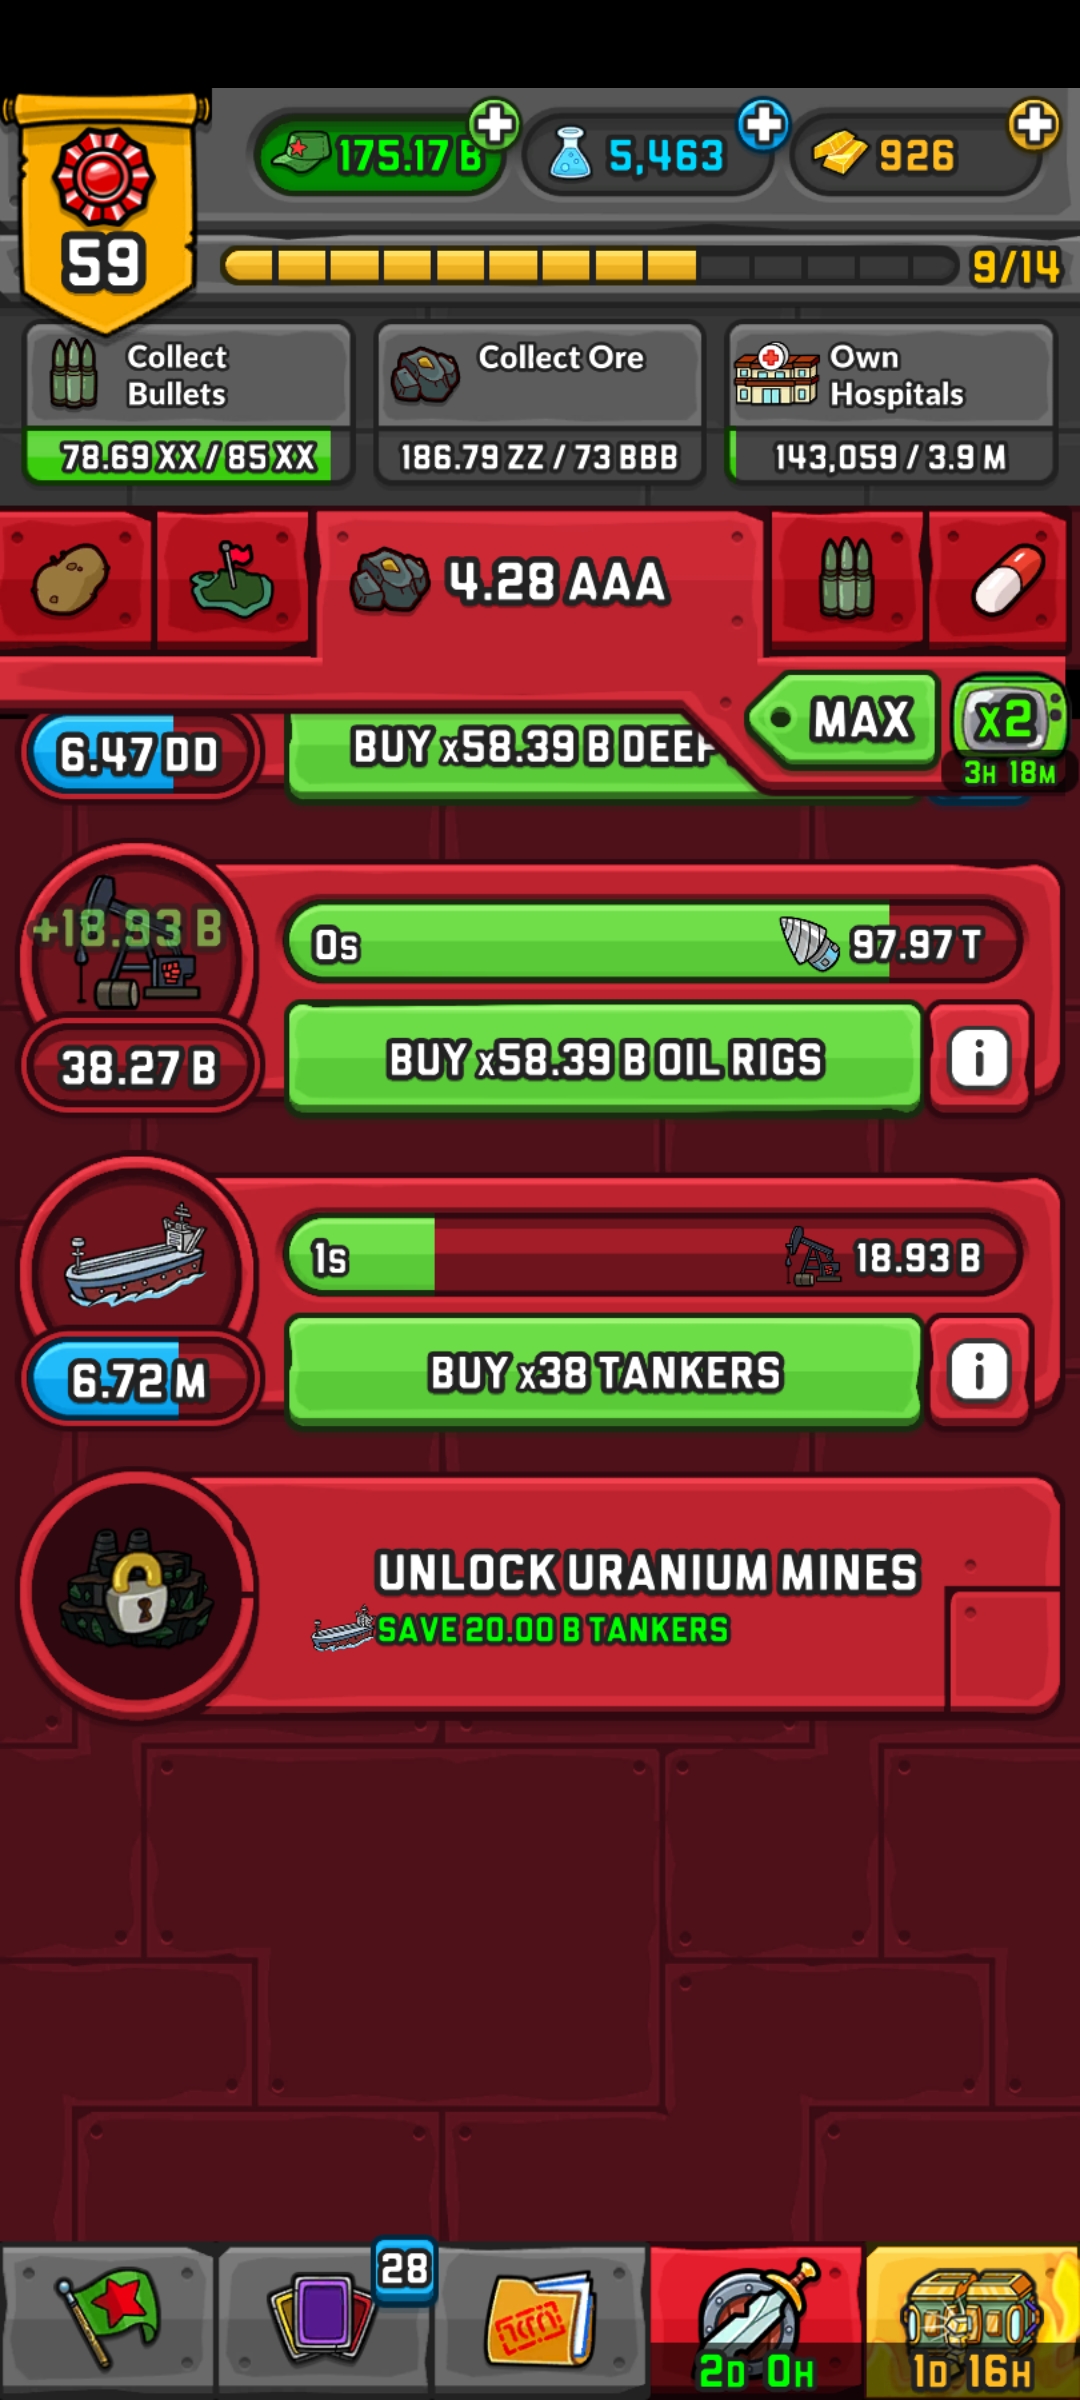 175.17 B
5,463
926
59
9/14
Collect
Bullets
78.69 XX / 85 XX
Collect Ore
186.79 ZZ / 73 BBB
Own
Hospitals
143,059 / 3.9 M
4.28 AAA
MAX
x2
3H 18M
6.47 DD
BUY x58.39 B DEEP
+18.93 B
0s
97.97 T
38.27 B
BUY x58.39 B OIL RIGS
i
1s
18.93 B
6.72 M
BUY x38 TANKERS
i
UNLOCK URANIUM MINES
SAVE 20.00 B TANKERS
28
2D 0H
1D 16H